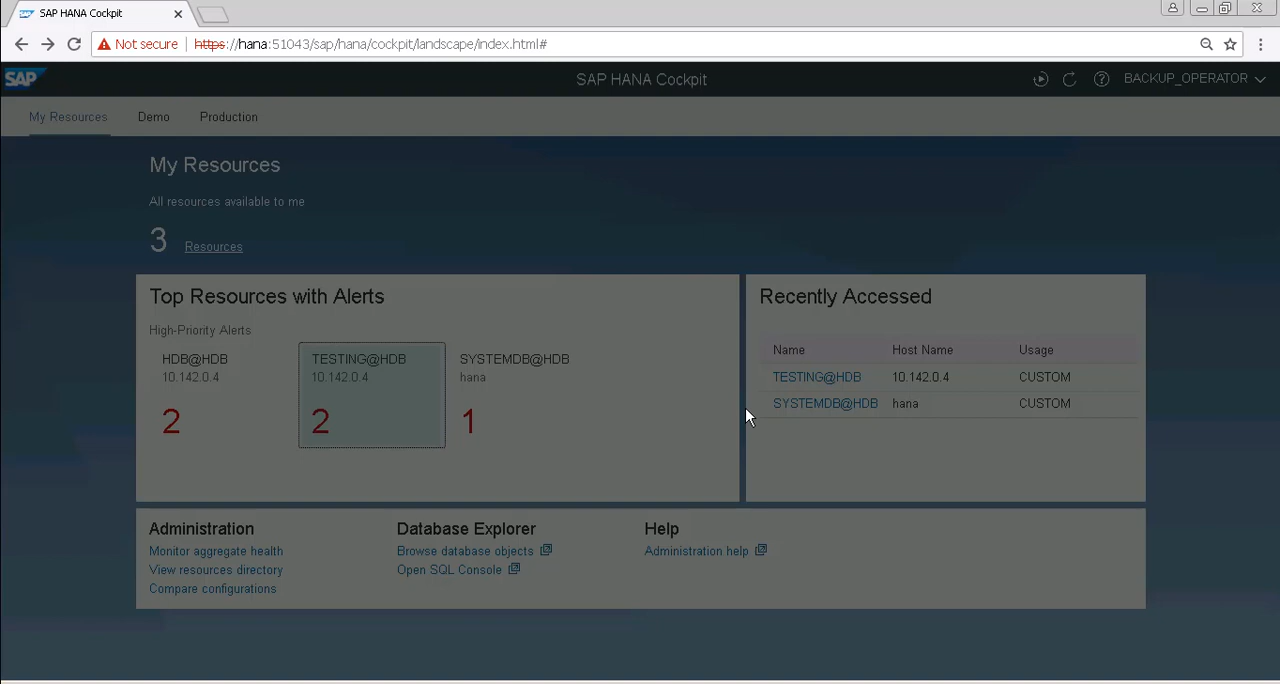 SAP HANA Cockpit
Not secure https://hana:51043/sap/hana/cockpit/landscape/index.html#
SAP SAP HANA Cockpit BACKUP_OPERATOR
My Resources Demo Production
My Resources
All resources available to me
3 Resources
Top Resources with Alerts
High-Priority Alerts
HDB@HDB TESTING@HDB SYSTEMDB@HDB
10.142.0.4 10.142.0.4 hana
2 2 1
Recently Accessed
Name Host Name Usage
TESTING@HDB 10.142.0.4 CUSTOM
SYSTEMDB@HDB hana CUSTOM
Administration
Monitor aggregate health
View resources directory
Compare configurations
Database Explorer
Browse database objects
Open SQL Console
Help
Administration help